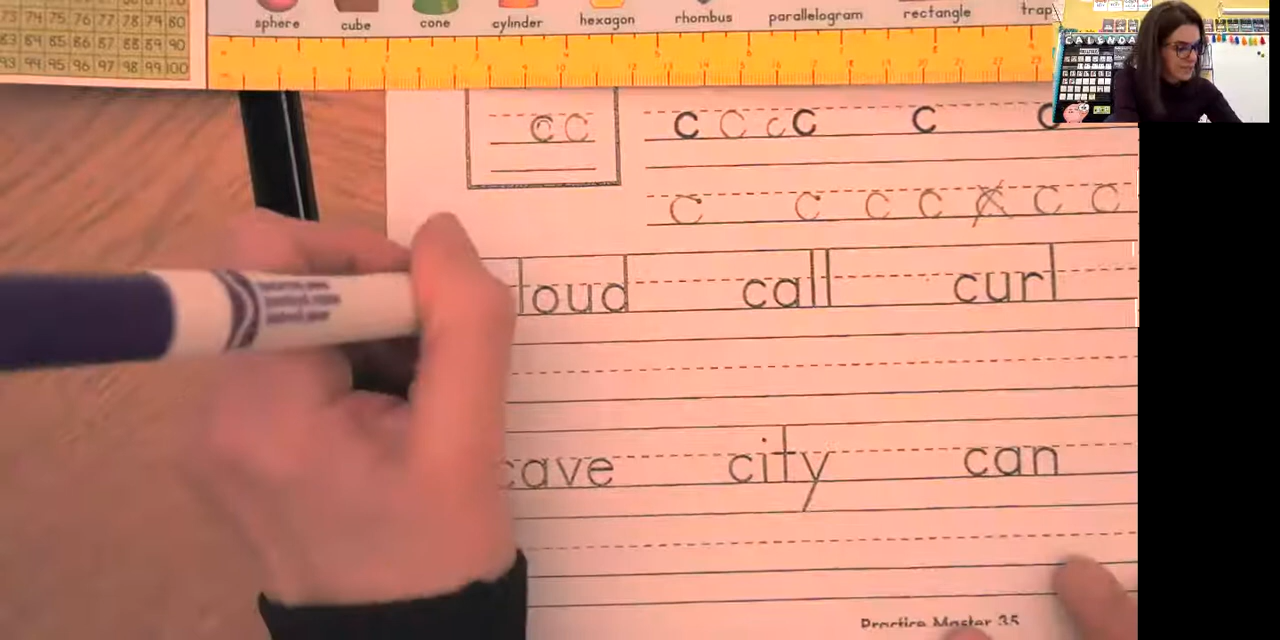 sphere cube cone cylinder hexagon rhombus parallelogram rectangle trap
74 75 76 77 78 79 80
83 84 85 86 87 88 89 90
93 94 95 96 97 98 99 100
CALENDA
c c
c c c c c c
c c c c c c c
loud call curl
cave city can
Practice Master 35